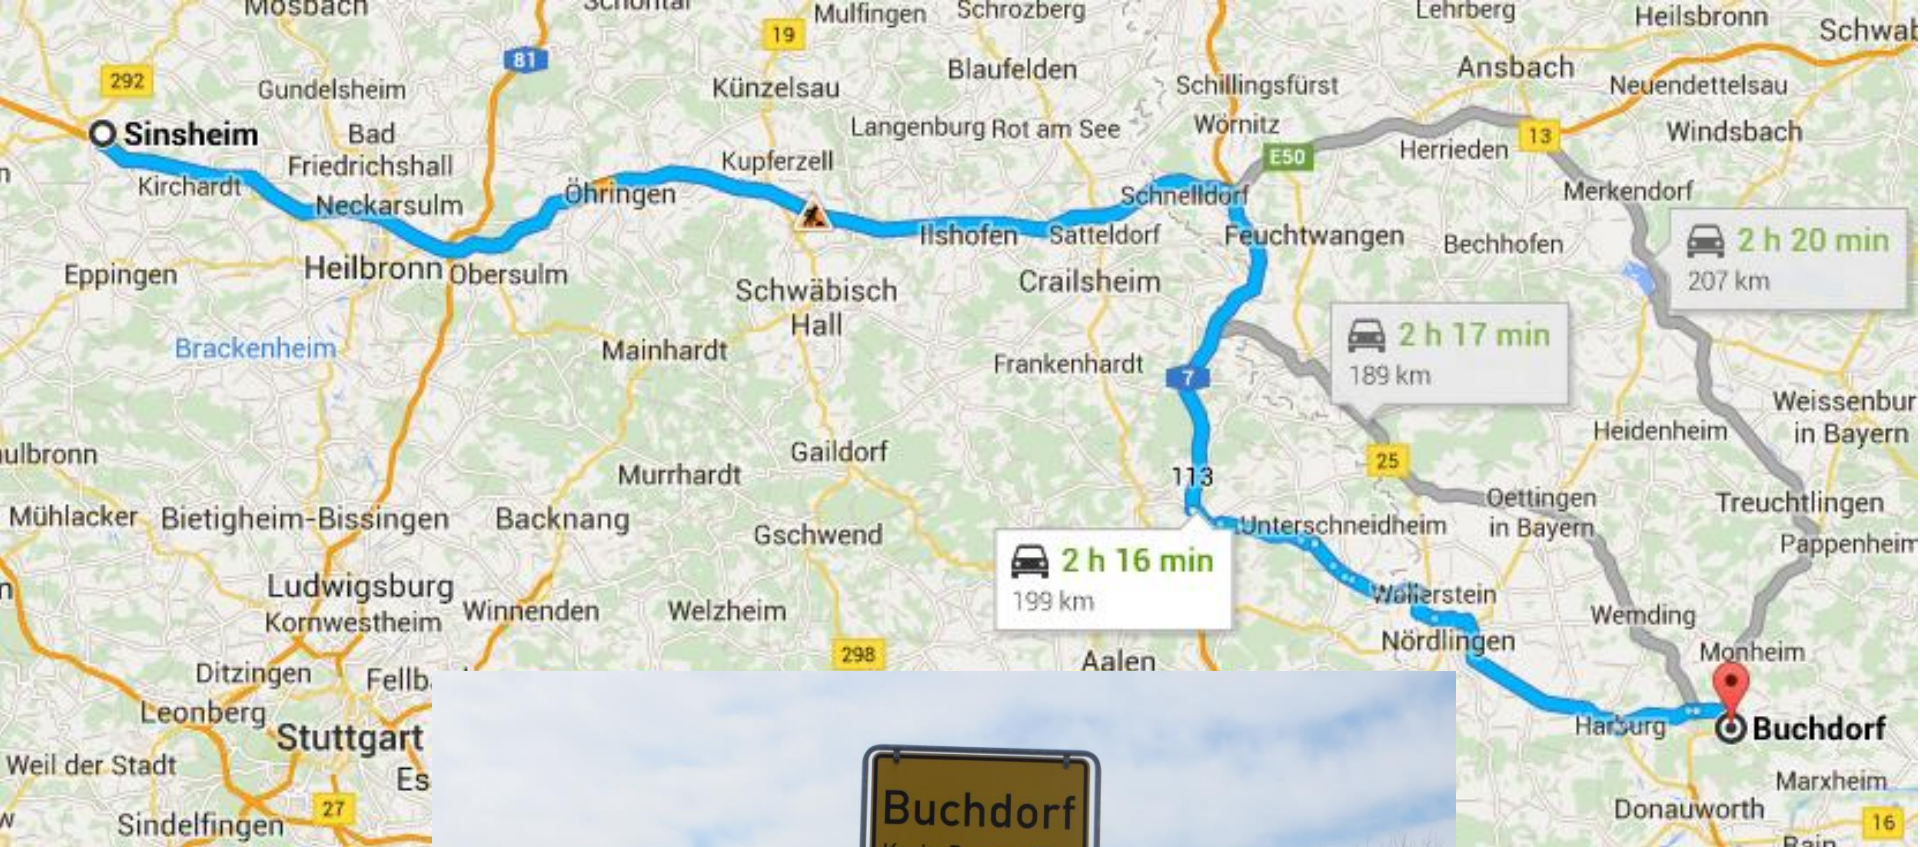 Mosbach
Schöntal
19
Mulfingen
Schrozberg
Lehrberg
Heilsbronn
292
81
Gundelsheim
Künzelsau
Blaufelden
Schillingsfürst
Ansbach
Neuendettelsau
Sinsheim
Bad
Friedrichshall
Langenburg
Rot am See
Wörnitz
13
Windsbach
Kirchardt
Kupferzell
E50
Herrieden
Neckarsulm
Öhringen
Schnelldorf
Merkendorf
Eppingen
Heilbronn
Obersulm
Ilshofen
Satteldorf
Feuchtwangen
Bechhofen
2 h 20 min
207 km
Schwäbisch
Hall
Crailsheim
Brackenheim
Mainhardt
Frankenhardt
7
2 h 17 min
189 km
Weissenbur
in Bayern
Heidenheim
ulbronn
Murrhardt
Gaildorf
113
25
Mühlacker
Bietigheim-Bissingen
Backnang
Gschwend
Unterschneidheim
Oettingen
in Bayern
Treuchtlingen
Pappenheim
2 h 16 min
199 km
Ludwigsburg
Kornwestheim
Winnenden
Welzheim
Wallerstein
Wemding
Nördlingen
298
Aalen
Monheim
Ditzingen
Fellb
Leonberg
Stuttgart
Harburg
Buchdorf
Weil der Stadt
Es
Marxheim
27
Sindelfingen
Donauwörth
16
Buchdorf